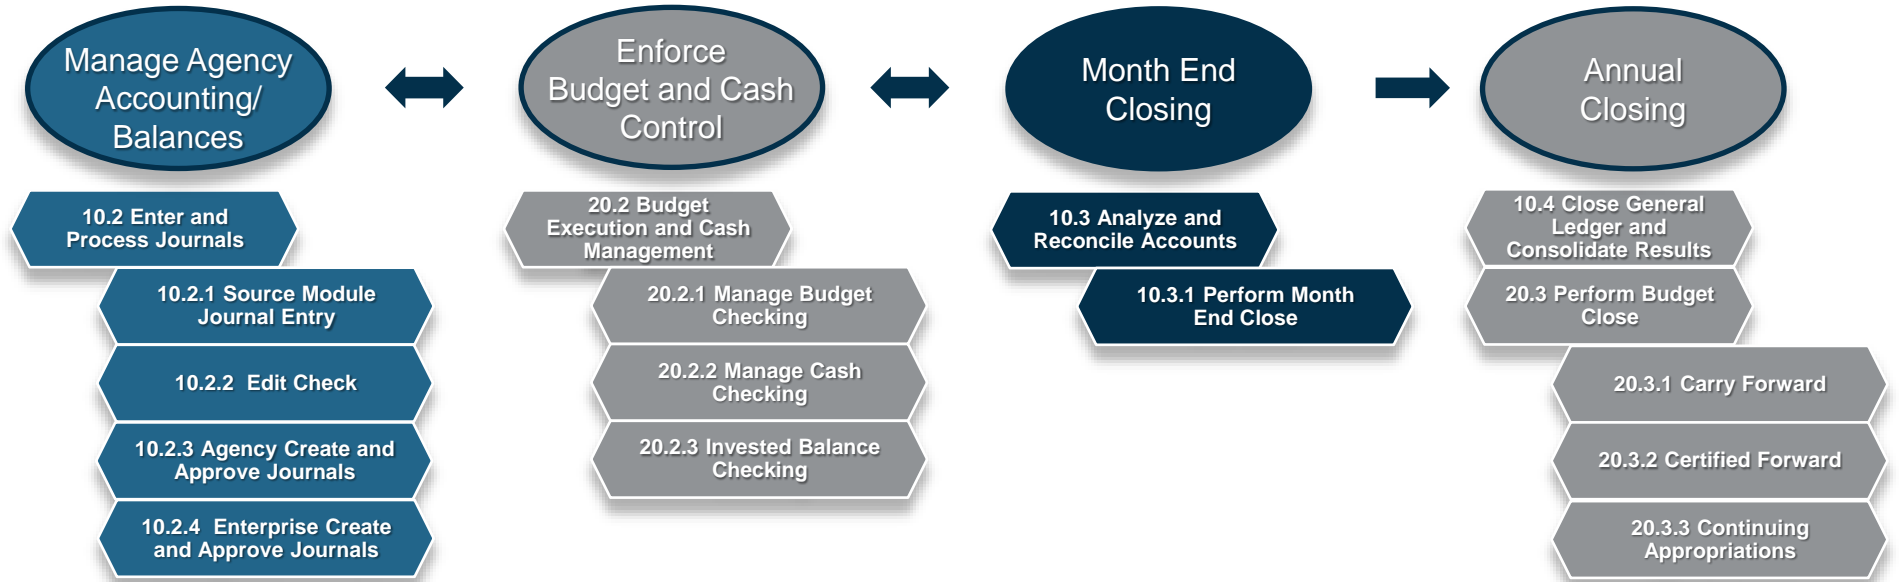 Manage Agency
Accounting/
Balances
Enforce
Budget and Cash
Control
Month End
Closing
Annual
Closing
10.2 Enter and
Process Journals
10.2.1 Source Module
Journal Entry
10.2.2  Edit Check
10.2.3 Agency Create and
Approve Journals
10.2.4  Enterprise Create
and Approve Journals
20.2 Budget
Execution and Cash
Management
20.2.1 Manage Budget
Checking
20.2.2 Manage Cash
Checking
20.2.3 Invested Balance
Checking
10.3 Analyze and
Reconcile Accounts
10.3.1 Perform Month
End Close
10.4 Close General
Ledger and
Consolidate Results
20.3 Perform Budget
Close
20.3.1 Carry Forward
20.3.2 Certified Forward
20.3.3 Continuing
Appropriations